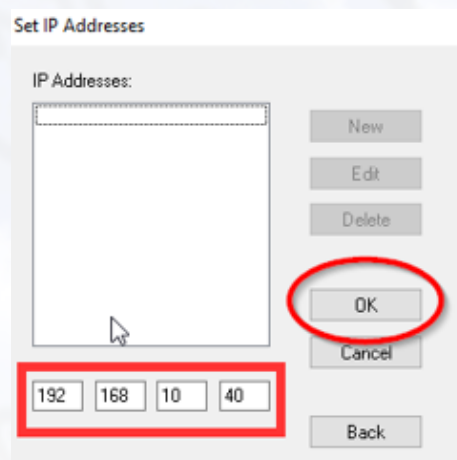 Set IP Addresses
IP Addresses:
New
Edit
Delete
OK
Cancel
192 168 10 40
Back